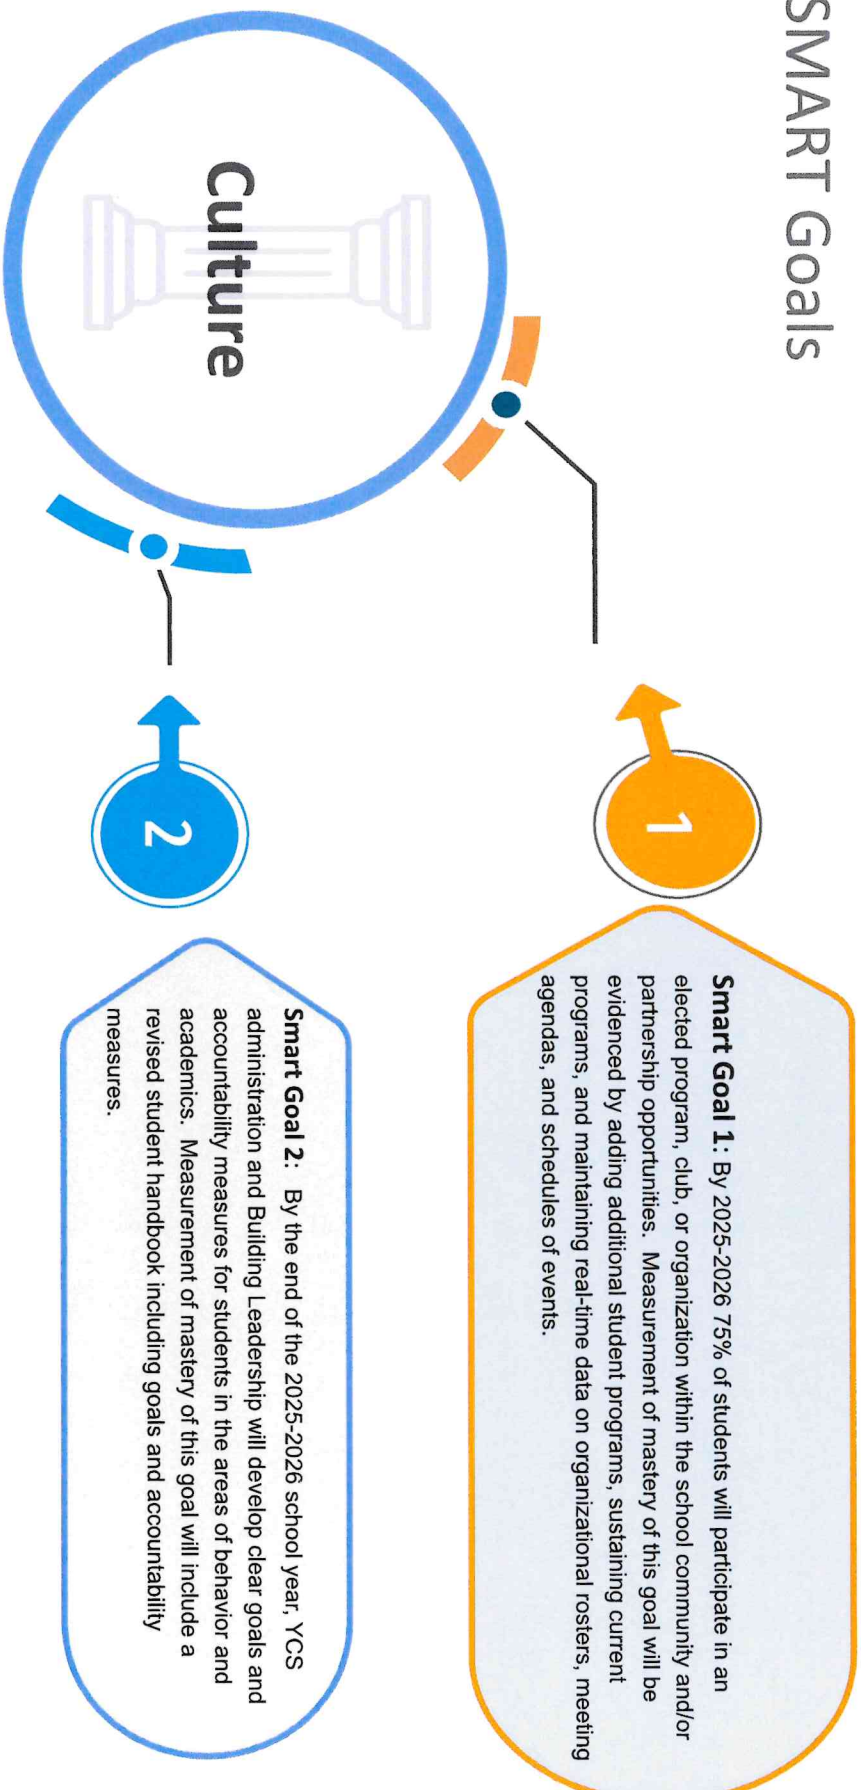 SMART Goals
Culture
1
Smart Goal 1: By 2025-2026 75% of students will participate in an
elected program, club, or organization within the school community and/or
partnership opportunities.  Measurement of mastery of this goal will be
evidenced by adding additional student programs, sustaining current
programs, and maintaining real-time data on organizational rosters, meeting
agendas, and schedules of events.
2
Smart Goal 2:  By the end of the 2025-2026 school year, YCS
administration and Building Leadership will develop clear goals and
accountability measures for students in the areas of behavior and
academics.  Measurement of mastery of this goal will include a
revised student handbook including goals and accountability
measures.